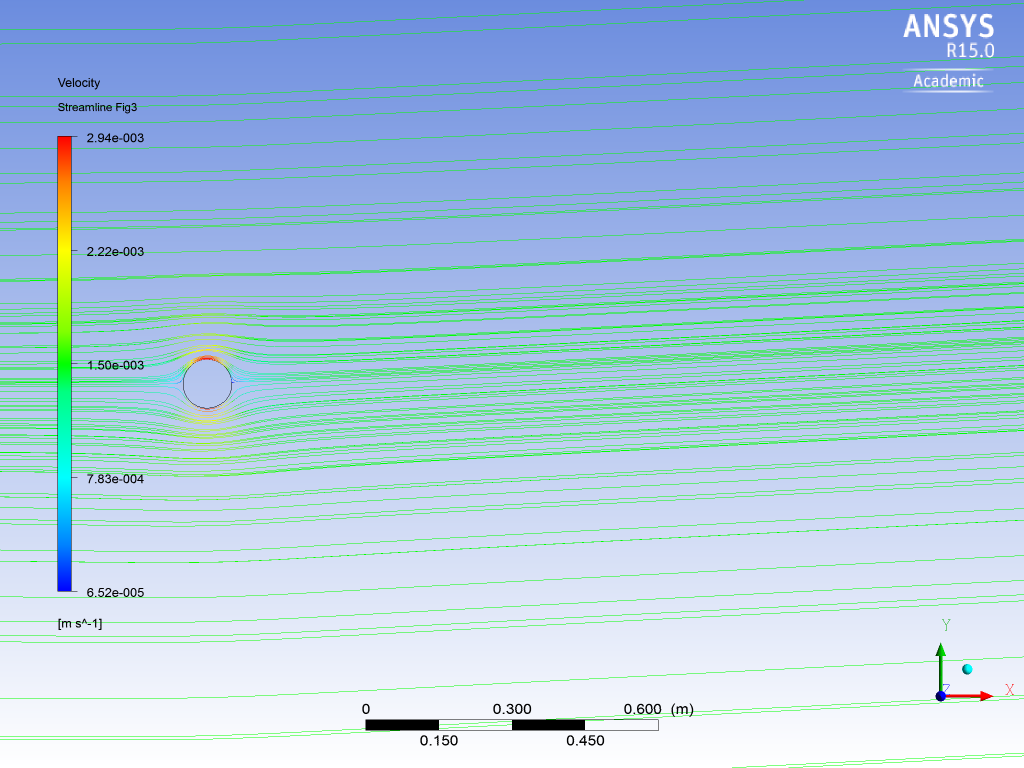 ANSYS
R15.0
Academic
Velocity
Streamline Fig3
2.94e-003
2.22e-003
1.50e-003
7.83e-004
6.52e-005
[m s^-1]
Y
Z
X
0 0.300 0.600 (m)
0.150 0.450